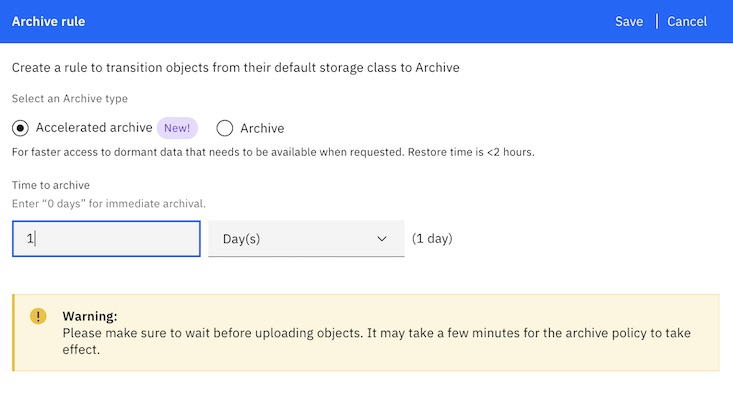 Archive rule
Save | Cancel
Create a rule to transition objects from their default storage class to Archive
Select an Archive type
Accelerated archive New! Archive
For faster access to dormant data that needs to be available when requested. Restore time is <2 hours.
Time to archive
Enter “0 days” for immediate archival.
1 Day(s) (1 day)
Warning:
Please make sure to wait before uploading objects. It may take a few minutes for the archive policy to take
effect.